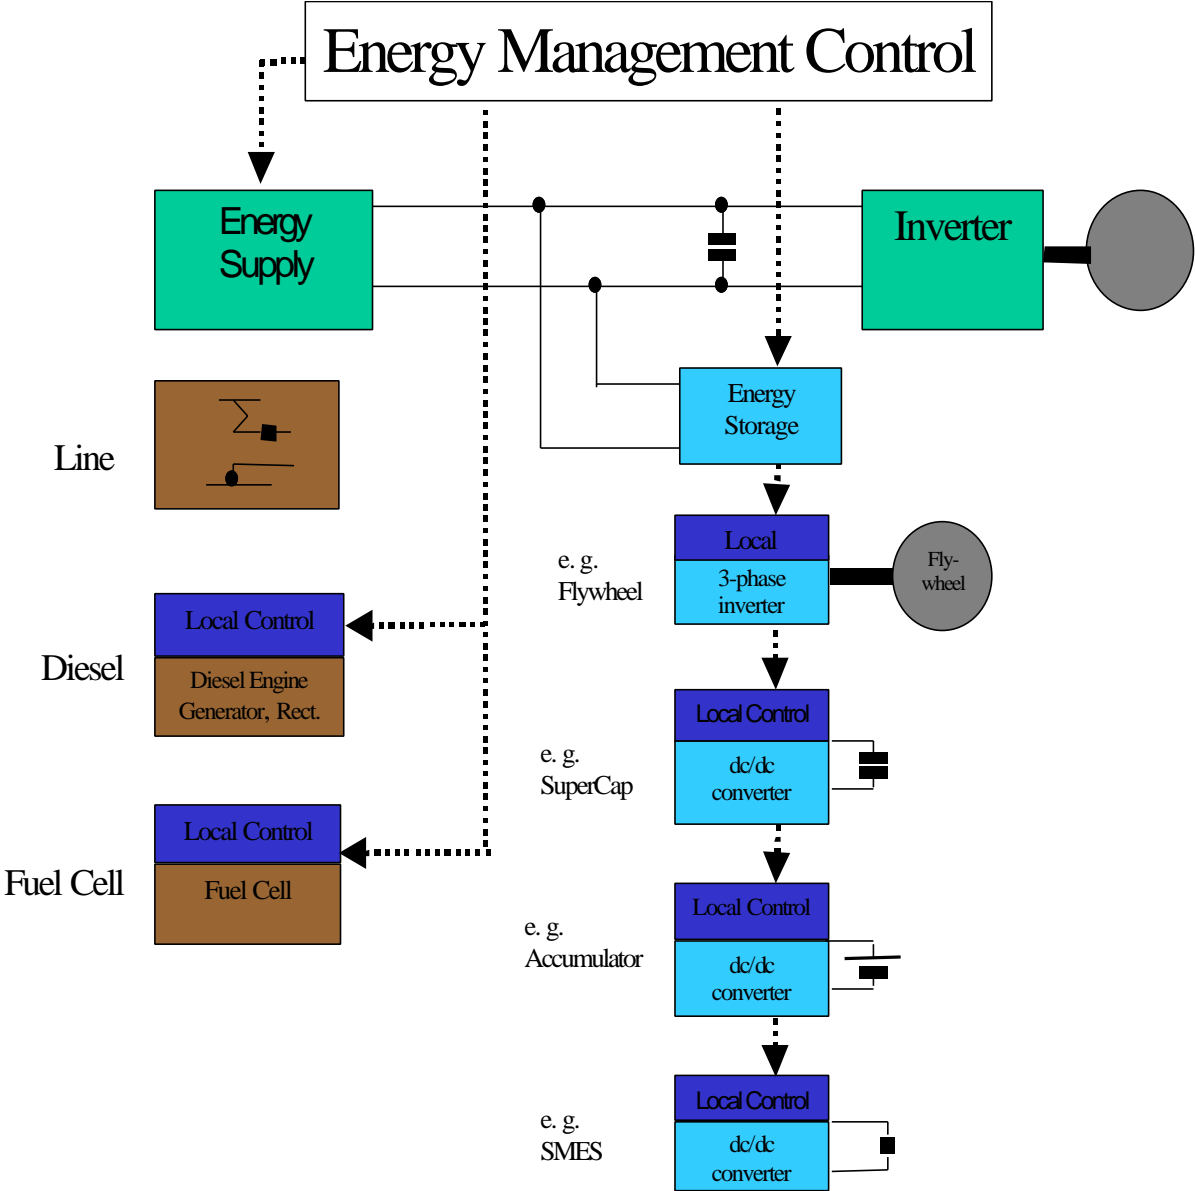 Energy Management Control
Energy
Supply
Inverter
Energy
Storage
Line
Local
3-phase
inverter
e. g.
Flywheel
Fly-
wheel
Diesel
Local Control
Diesel Engine
Generator, Rect.
Local Control
dc/dc
converter
e. g.
SuperCap
Fuel Cell
Local Control
Fuel Cell
e. g.
Accumulator
Local Control
dc/dc
converter
e. g.
SMES
Local Control
dc/dc
converter